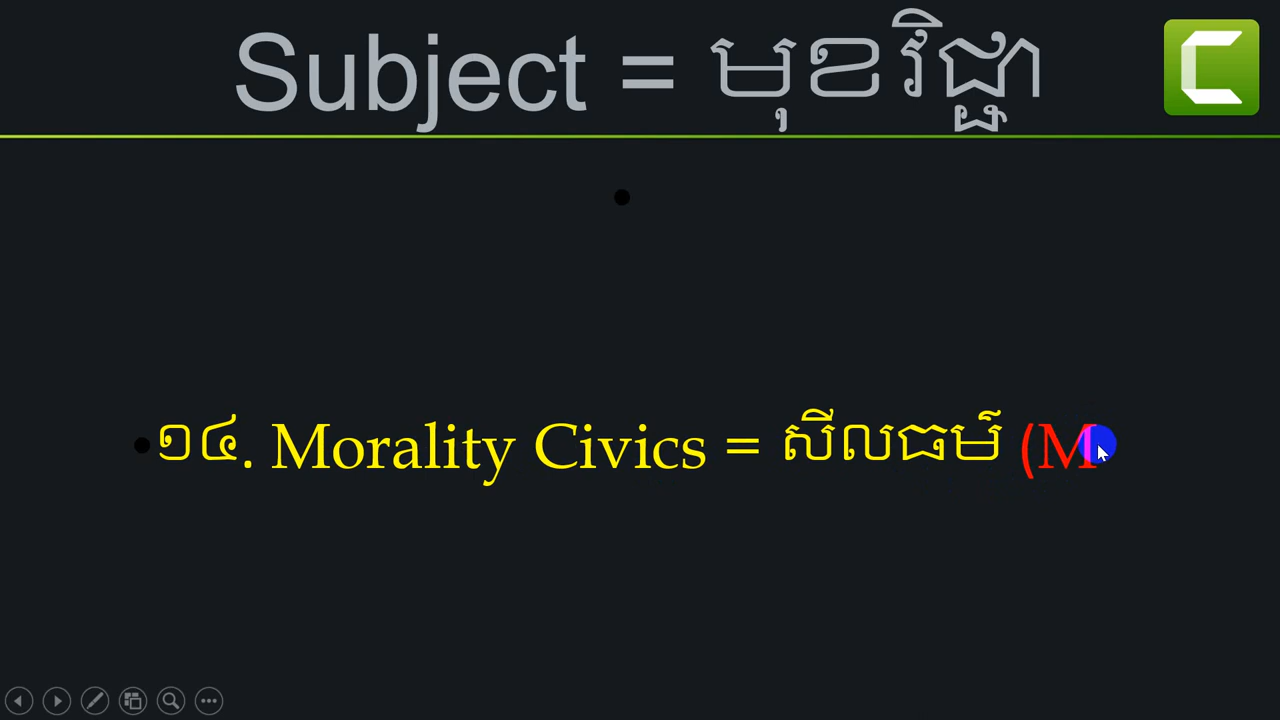 Subject = មុខវិជ្ជា
១៤. Morality Civics = សីលធម៌ (M